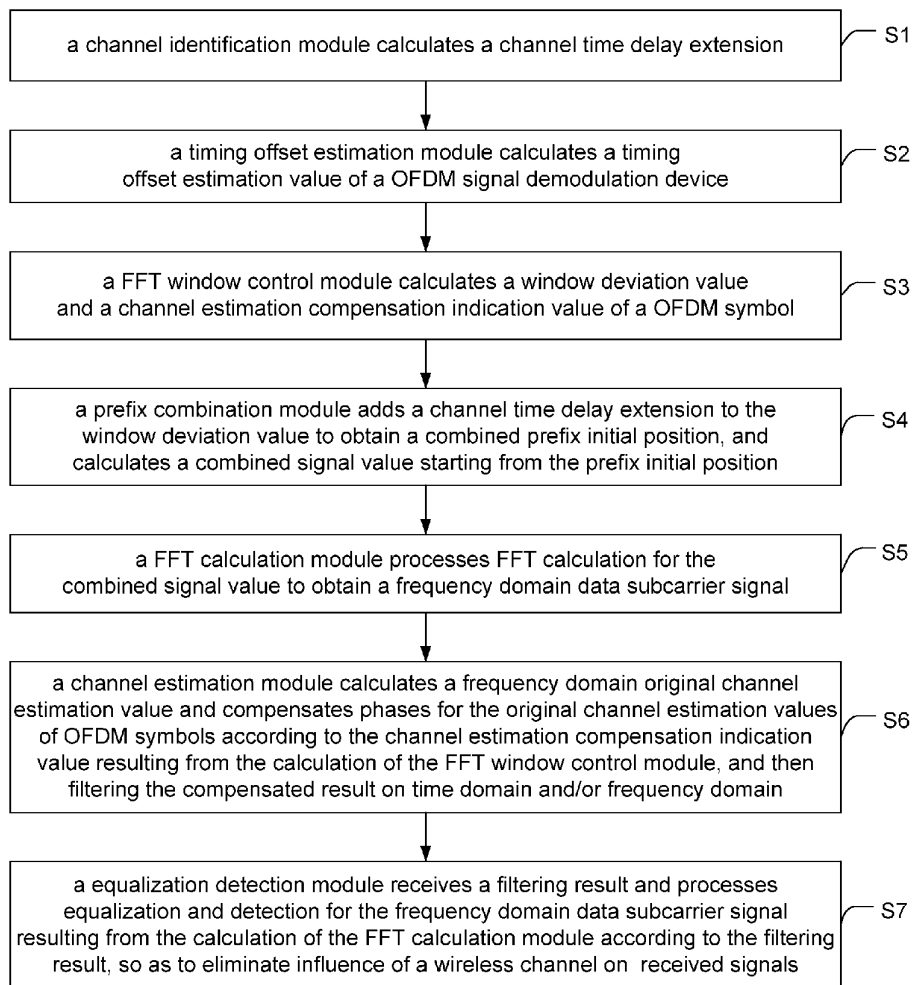 a channel identification module calculates a channel time delay extension
S1
a timing offset estimation module calculates a timing
offset estimation value of a OFDM signal demodulation device
S2
a FFT window control module calculates a window deviation value
and a channel estimation compensation indication value of a OFDM symbol
S3
a prefix combination module adds a channel time delay extension to the
window deviation value to obtain a combined prefix initial position, and
calculates a combined signal value starting from the prefix initial position
S4
a FFT calculation module processes FFT calculation for the
combined signal value to obtain a frequency domain data subcarrier signal
S5
a channel estimation module calculates a frequency domain original channel
estimation value and compensates phases for the original channel estimation values
of OFDM symbols according to the channel estimation compensation indication
value resulting from the calculation of the FFT window control module, and then
filtering the compensated result on time domain and/or frequency domain
S6
a equalization detection module receives a filtering result and processes
equalization and detection for the frequency domain data subcarrier signal
resulting from the calculation of the FFT calculation module according to the filtering
result, so as to eliminate influence of a wireless channel on received signals
S7